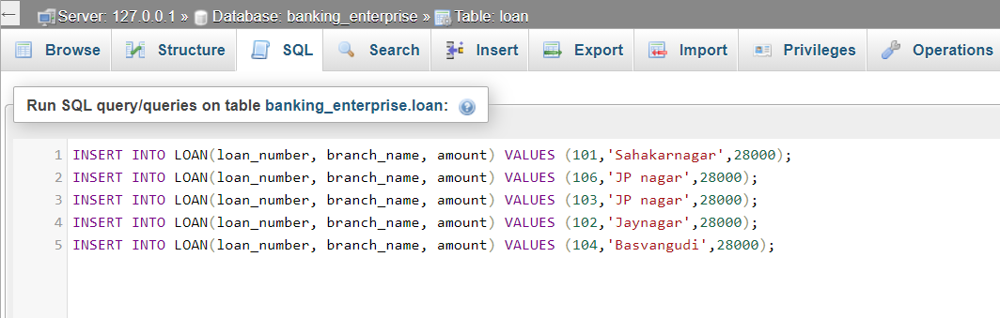 ← Server: 127.0.0.1 » Database: banking_enterprise » Table: loan
Browse Structure SQL Search Insert Export Import Privileges Operations
Run SQL query/queries on table banking_enterprise.loan:
1 INSERT INTO LOAN(loan_number, branch_name, amount) VALUES (101,'Sahakarnagar',28000);
2 INSERT INTO LOAN(loan_number, branch_name, amount) VALUES (106,'JP nagar',28000);
3 INSERT INTO LOAN(loan_number, branch_name, amount) VALUES (103,'JP nagar',28000);
4 INSERT INTO LOAN(loan_number, branch_name, amount) VALUES (102,'Jaynagar',28000);
5 INSERT INTO LOAN(loan_number, branch_name, amount) VALUES (104,'Basvangudi',28000);